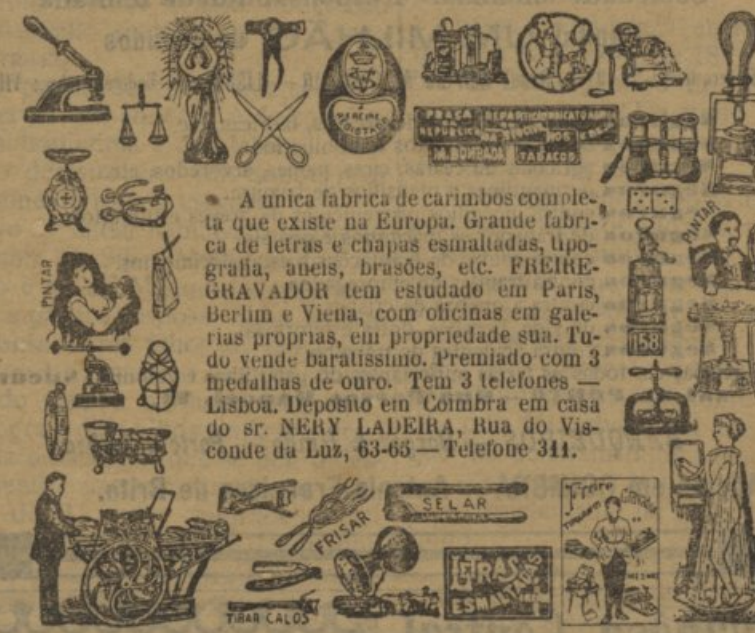 PRAÇA
DA
REPUBLICA
M. BOMBADA
TABACOS
PINTAR
PINTAR
A unica fabrica de carimbos comple-
ta que existe na Europa. Grande fabri-
ca de letras e chapas esmaltadas, tipo-
grafia, aneis, brasões, etc. FREIRE-
GRAVADOR tem estudado em Paris,
Berlim e Viena, com oficinas em gale-
rias proprias, em propriedade sua. Tu-
do vende baratissimo. Premiado com 3
medalhas de ouro. Tem 3 telefones —
Lisboa. Deposito em Coimbra em casa
do sr. NERY LADEIRA, Rua do Vis-
conde da Luz, 63-65 — Telefone 311.
158
FRISAR
SELAR
TIRAR CALOS
LETRAS
ESMALTE
Freire